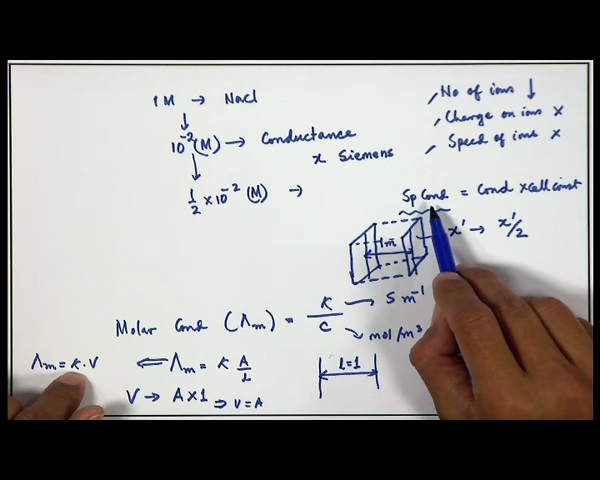 1M → Nacl
No of ions ↓
10⁻² (M) → Conductance
Charge on ions x
x Siemens
Speed of ions x
1/2 x 10⁻² (M) →
Sp Cond = Cond x cell const
1m
x' → x'/2
Molar Cond (Λm) = K/C
→ S m⁻¹
→ mol/m³
Λm = K·V ⇐ Λm = K A/L
L=1
V → A x 1 ⇒ V = A